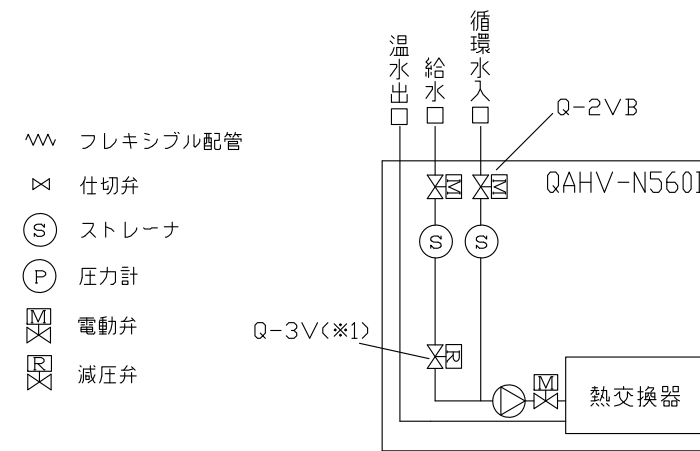 循環水入
温水出
給水
Q-2VB
フレキシブル配管
QAHV-N560
M
M
仕切弁
S
ストレーナ
S
S
P
圧力計
M
電動弁
Q-3V(※1)
R
R
減圧弁
M
熱交換器